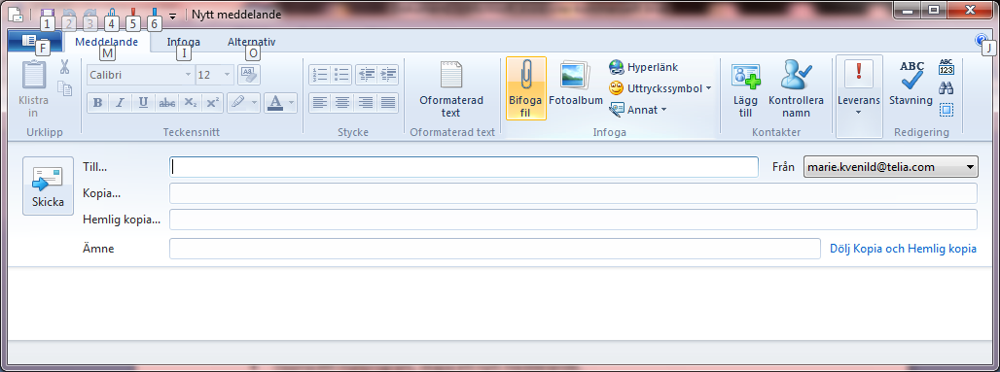 Nytt meddelande
1 2 3 4 5 6
Meddelande Infoga Alternativ
F M I O J
Klistra in
Urklipp
Calibri 12
B I U abc X₂ X² A
Teckensnitt
Stycke
Oformaterad text
Oformaterad text
Bifoga fil
Fotoalbum
Hyperlänk
Uttryckssymbol
Annat
Infoga
Lägg till
Kontrollera namn
Kontakter
Leverans
ABC
Stavning
ABC
123
Redigering
Skicka
Till...
Från marie.kvenild@telia.com
Kopia...
Hemlig kopia...
Ämne
Dölj Kopia och Hemlig kopia